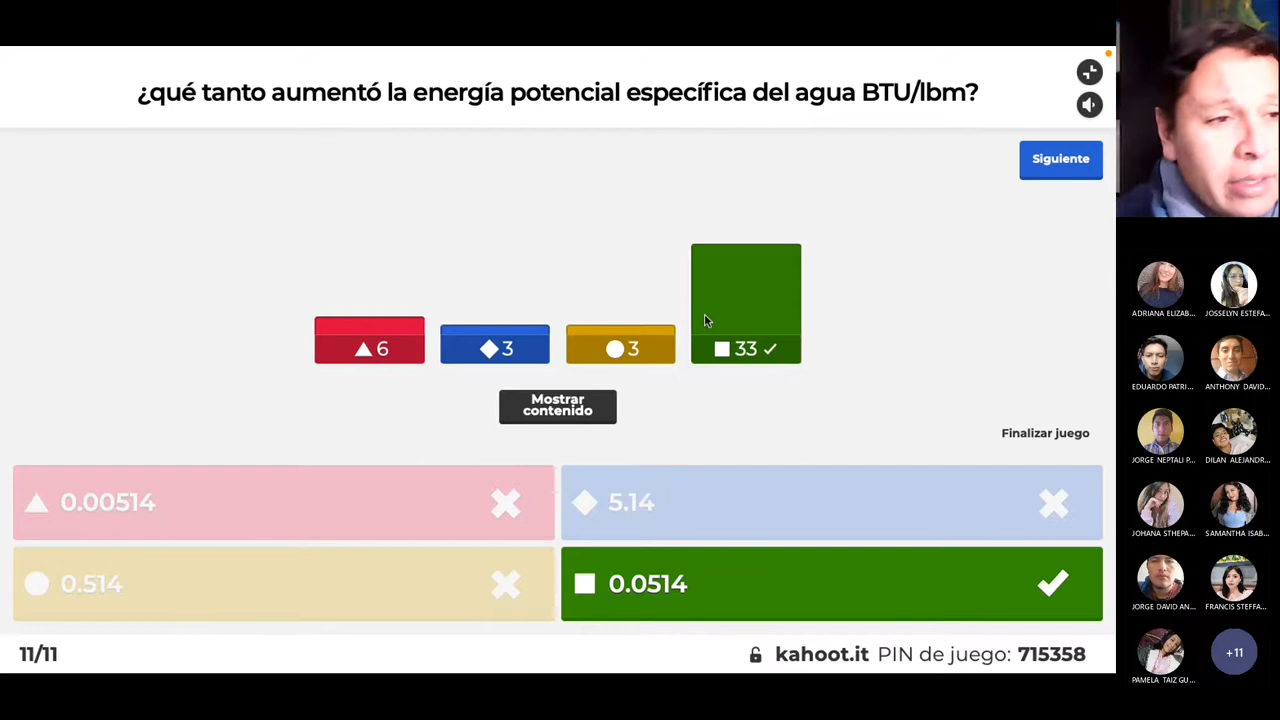 ¿qué tanto aumentó la energía potencial específica del agua BTU/lbm?
Siguiente
6
3
3
33
Mostrar
contenido
Finalizar juego
0.00514
5.14
0.514
0.0514
11/11
kahoot.it PIN de juego: 715358
ADRIANA ELIZAB...
JOSSELYN ESTEFA...
EDUARDO PATRI...
ANTHONY DAVID...
JORGE NEPTALI P...
DILAN ALEJANDR...
JOHANA STHEPA...
SAMANTHA ISAB...
JORGE DAVID AN...
FRANCIS STEFFA...
PAMELA TAIZ GU...
+11